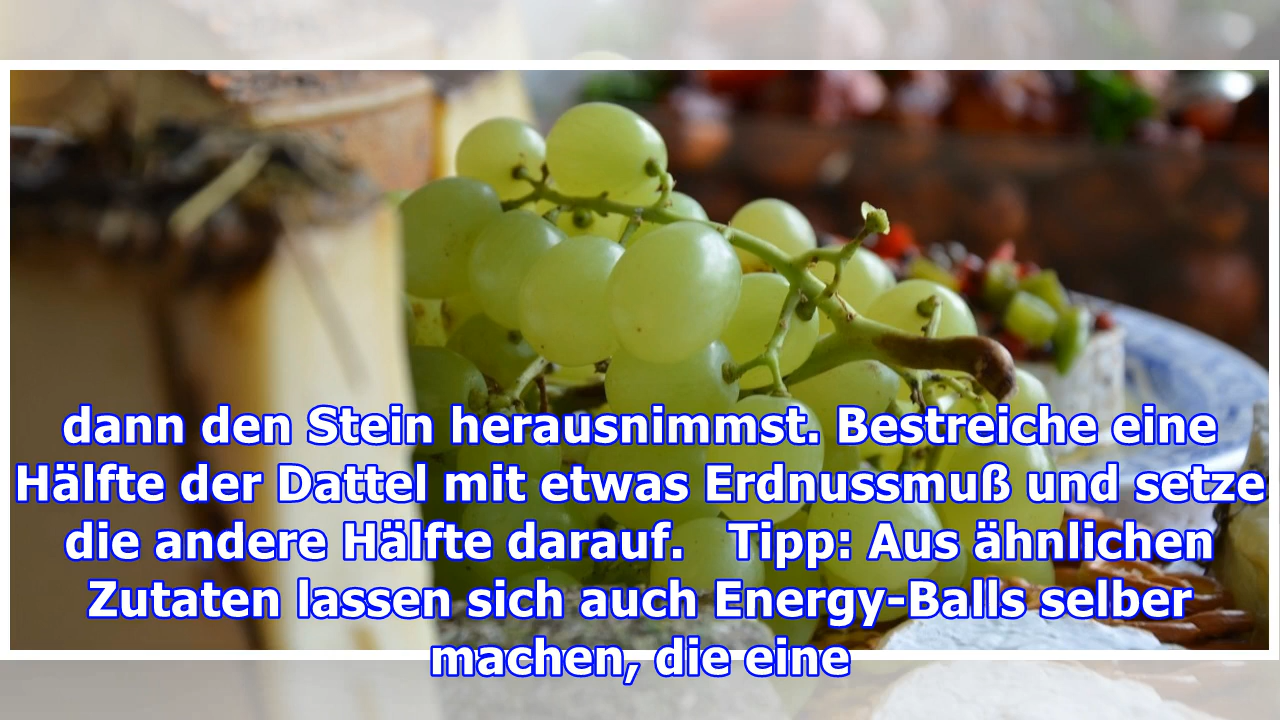 dann den Stein herausnimmst. Bestreiche eine
Hälfte der Dattel mit etwas Erdnussmuß und setze
die andere Hälfte darauf.   Tipp: Aus ähnlichen
Zutaten lassen sich auch Energy-Balls selber
machen, die eine